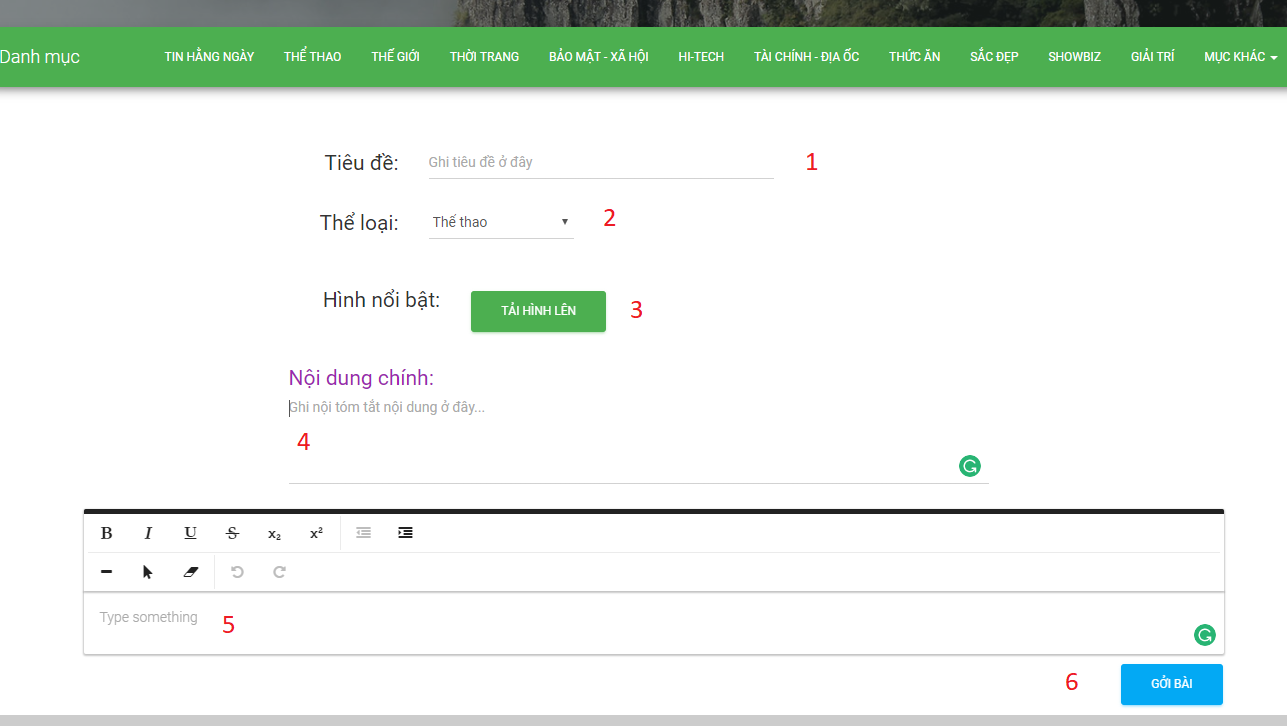 Danh mục TIN HẰNG NGÀY THỂ THAO THẾ GIỚI THỜI TRANG BẢO MẬT - XÃ HỘI HI-TECH TÀI CHÍNH - ĐỊA ỐC THỨC ĂN SẮC ĐẸP SHOWBIZ GIẢI TRÍ MỤC KHÁC
Tiêu đề: Ghi tiêu đề ở đây 1
Thể loại: Thể thao 2
Hình nổi bật: TẢI HÌNH LÊN 3
Nội dung chính:
Ghi nội tóm tắt nội dung ở đây...
4
B I U S x₂ x²
Type something 5
6 GỞI BÀI